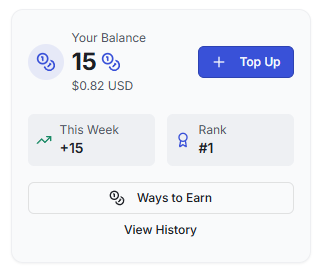 Your Balance
15
$0.82 USD
Top Up
This Week
+15
Rank
#1
Ways to Earn
View History